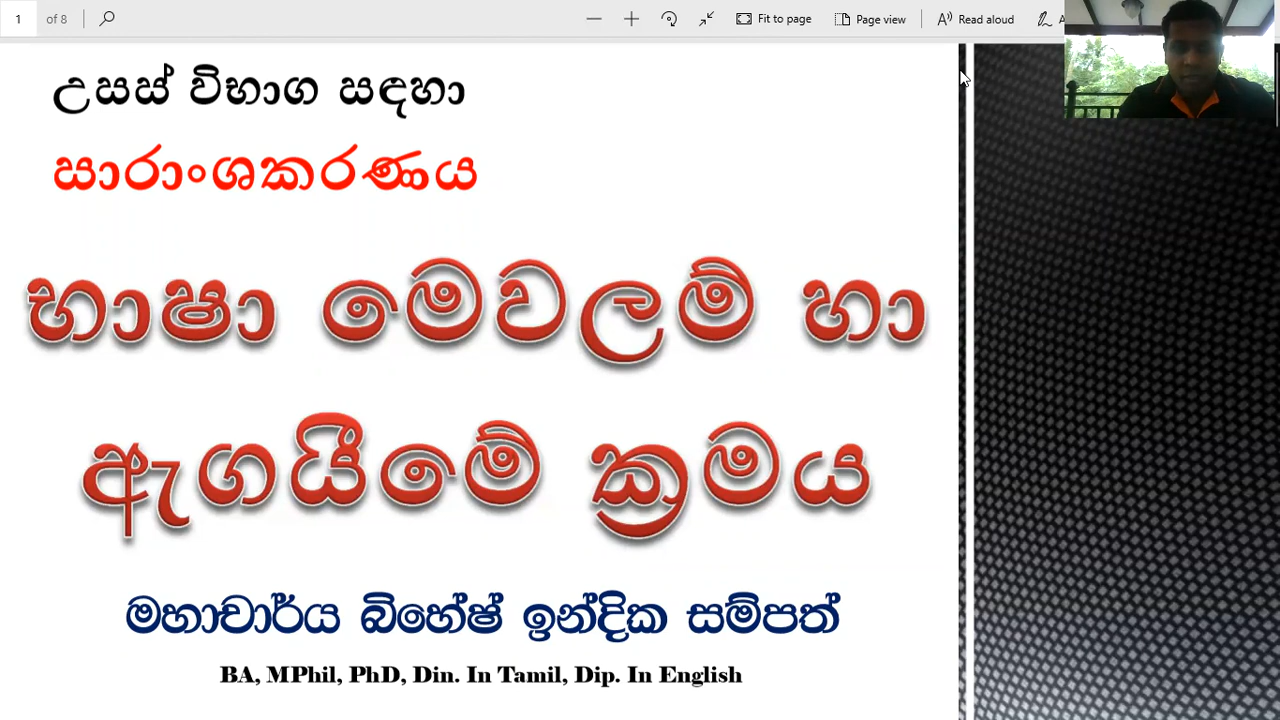 1 of 8 Fit to page Page view Read aloud
උසස් විභාග සඳහා
සාරාංශකරණය
භාෂා මෙවලම් හා
ඇගයීමේ ක්‍රමය
මහාචාර්ය බිහේෂ් ඉන්දික සම්පත්
BA, MPhil, PhD, Din. In Tamil, Dip. In English